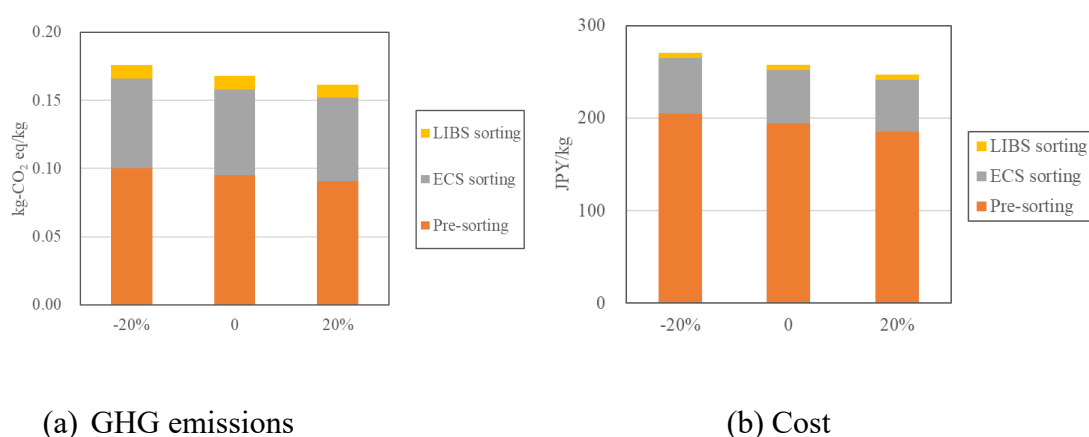 0.20
0.15
0.10
0.05
0.00
kg-CO₂ eq/kg
-20%
0
20%
LIBS sorting
ECS sorting
Pre-sorting
(a) GHG emissions
300
200
100
0
JPY/kg
-20%
0
20%
LIBS sorting
ECS sorting
Pre-sorting
(b) Cost